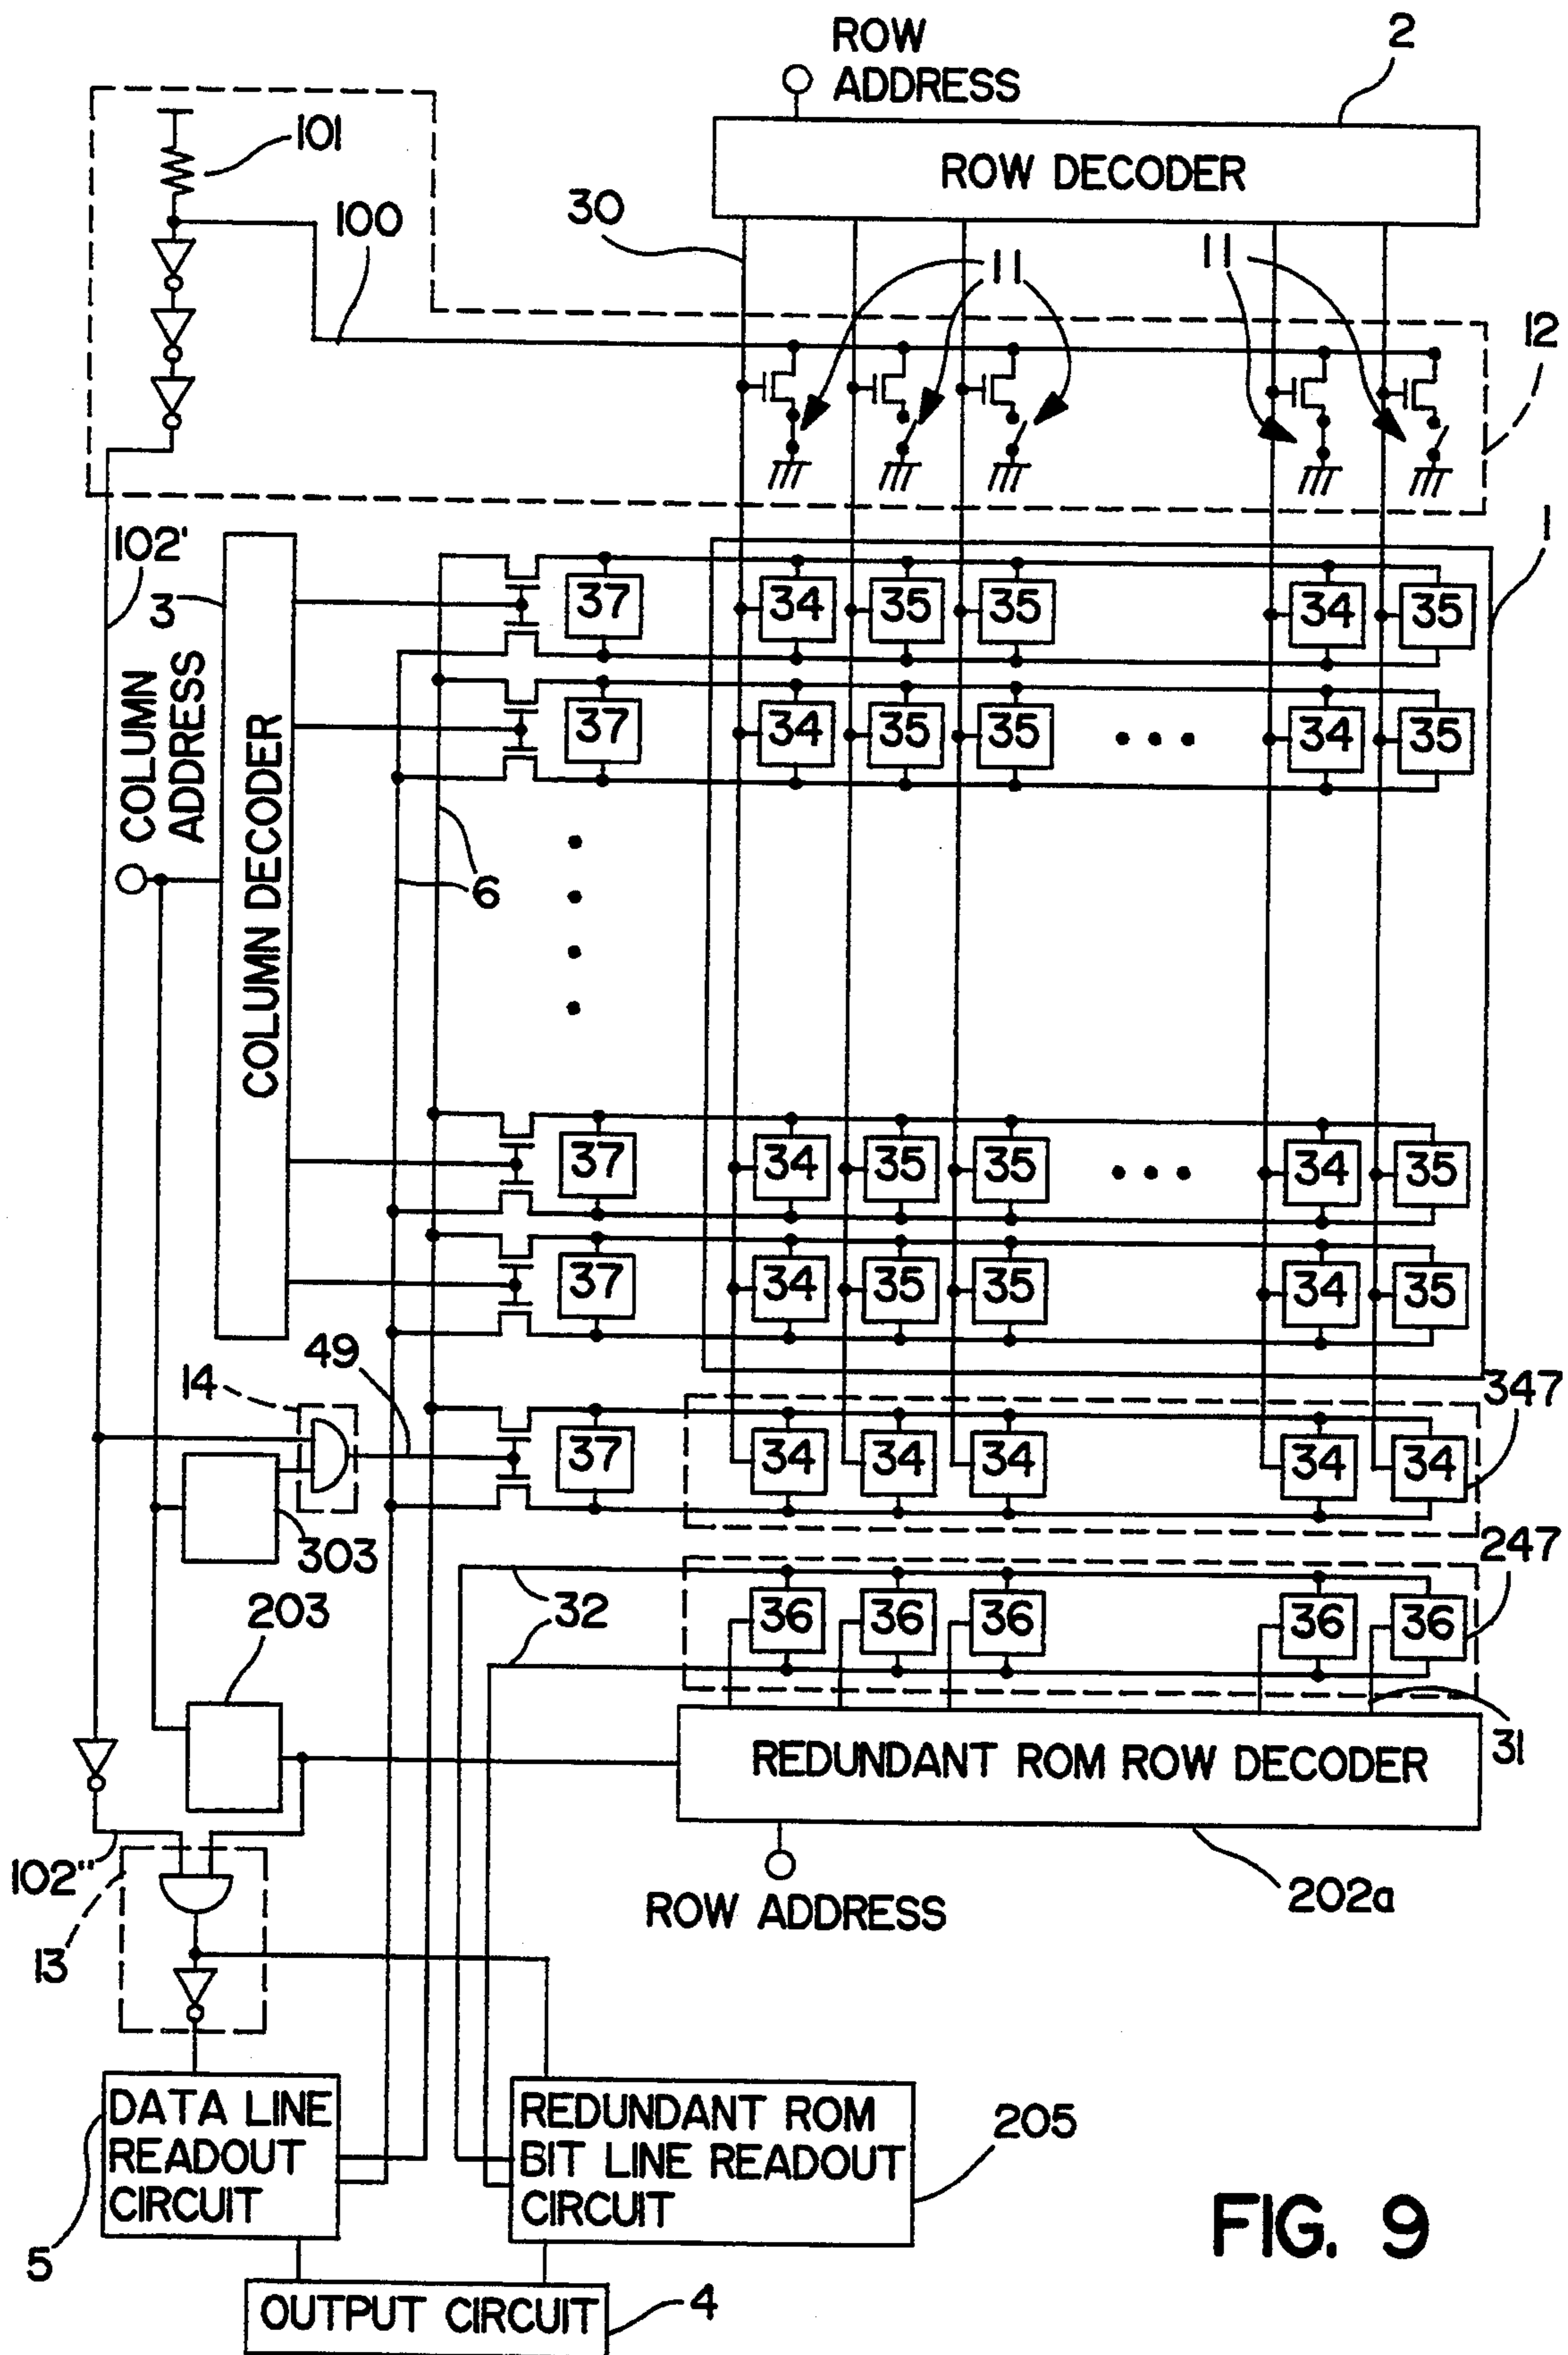 ROW
ADDRESS
2
ROW DECODER
101
100
30
11
11
12
102'
3
COLUMN
ADDRESS
COLUMN DECODER
6
1
37 34 35 35 34 35
37 34 35 35 34 35
37 34 35 35 34 35
37 34 35 35 34 35
14
49
347
37 34 34 34 34 34
303
247
32
36 36 36 36 36
203
31
REDUNDANT ROM ROW DECODER
202a
ROW ADDRESS
102"
13
DATA LINE
READOUT
CIRCUIT
5
REDUNDANT ROM
BIT LINE READOUT
CIRCUIT
205
OUTPUT CIRCUIT
4
FIG. 9